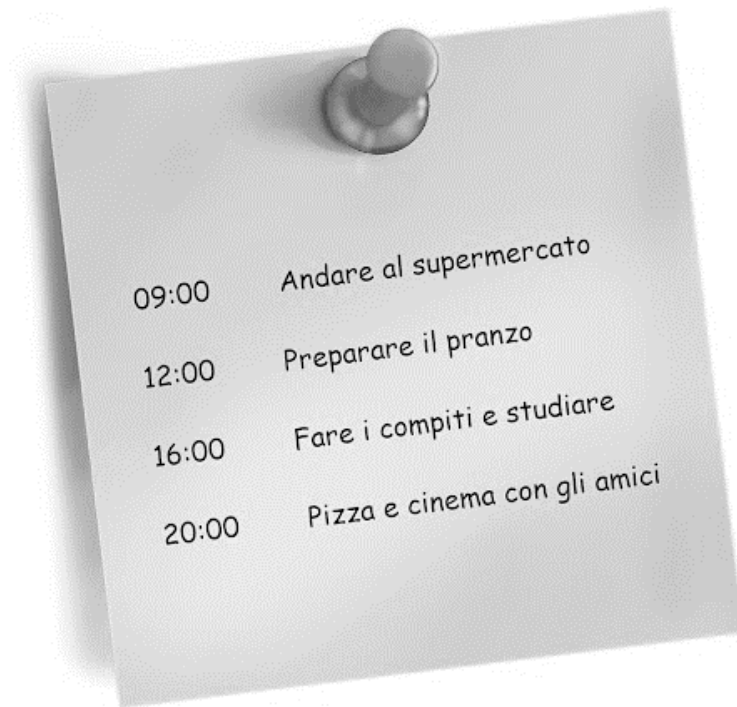 09:00 Andare al supermercato
12:00 Preparare il pranzo
16:00 Fare i compiti e studiare
20:00 Pizza e cinema con gli amici